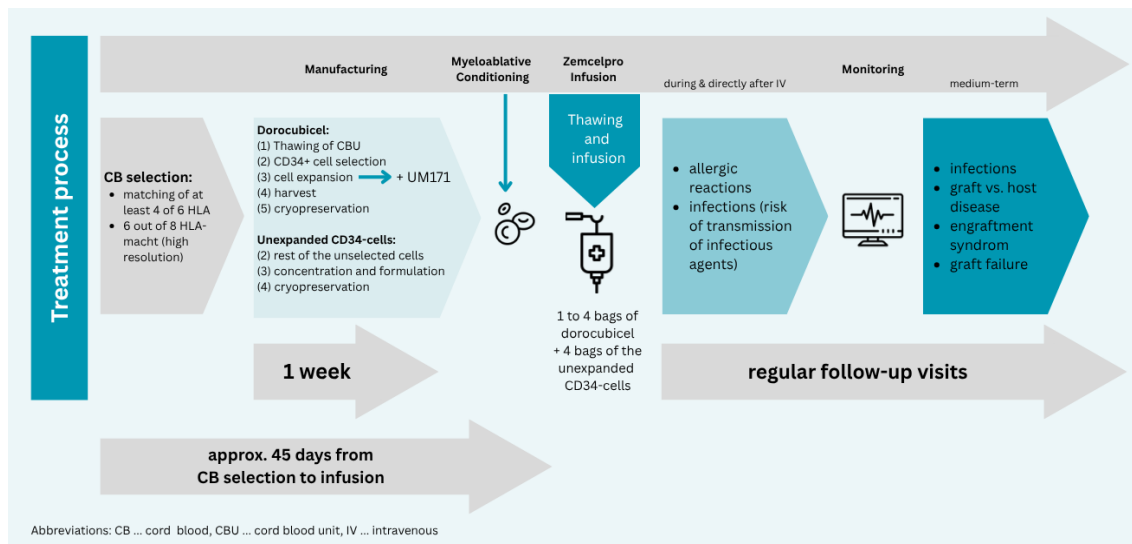 Treatment process
Manufacturing
Myeloablative
Conditioning
Zemcelpro
Infusion
during & directly after IV
Monitoring
medium-term
CB selection:
• matching of at
least 4 of 6 HLA
• 6 out of 8 HLA-
macht (high
resolution)
Dorocubicel:
(1) Thawing of CBU
(2) CD34+ cell selection
(3) cell expansion + UM171
(4) harvest
(5) cryopreservation
Unexpanded CD34-cells:
(2) rest of the unselected cells
(3) concentration and formulation
(4) cryopreservation
Thawing
and
infusion
1 to 4 bags of
dorocubicel
+ 4 bags of the
unexpanded
CD34-cells
• allergic
reactions
• infections (risk
of transmission
of infectious
agents)
• infections
• graft vs. host
disease
• engraftment
syndrom
• graft failure
1 week
regular follow-up visits
approx. 45 days from
CB selection to infusion
Abbreviations: CB ... cord blood, CBU ... cord blood unit, IV ... intravenous